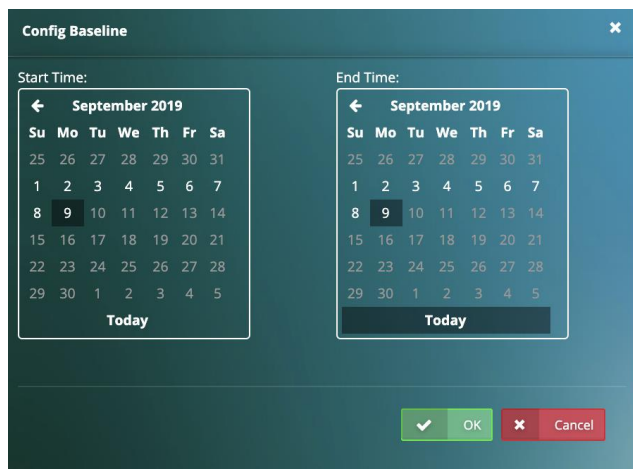 Config Baseline
Start Time:
September 2019
Su Mo Tu We Th Fr Sa
25 26 27 28 29 30 31
1 2 3 4 5 6 7
8 9 10 11 12 13 14
15 16 17 18 19 20 21
22 23 24 25 26 27 28
29 30 1 2 3 4 5
Today
End Time:
September 2019
Su Mo Tu We Th Fr Sa
25 26 27 28 29 30 31
1 2 3 4 5 6 7
8 9 10 11 12 13 14
15 16 17 18 19 20 21
22 23 24 25 26 27 28
29 30 1 2 3 4 5
Today
OK
Cancel